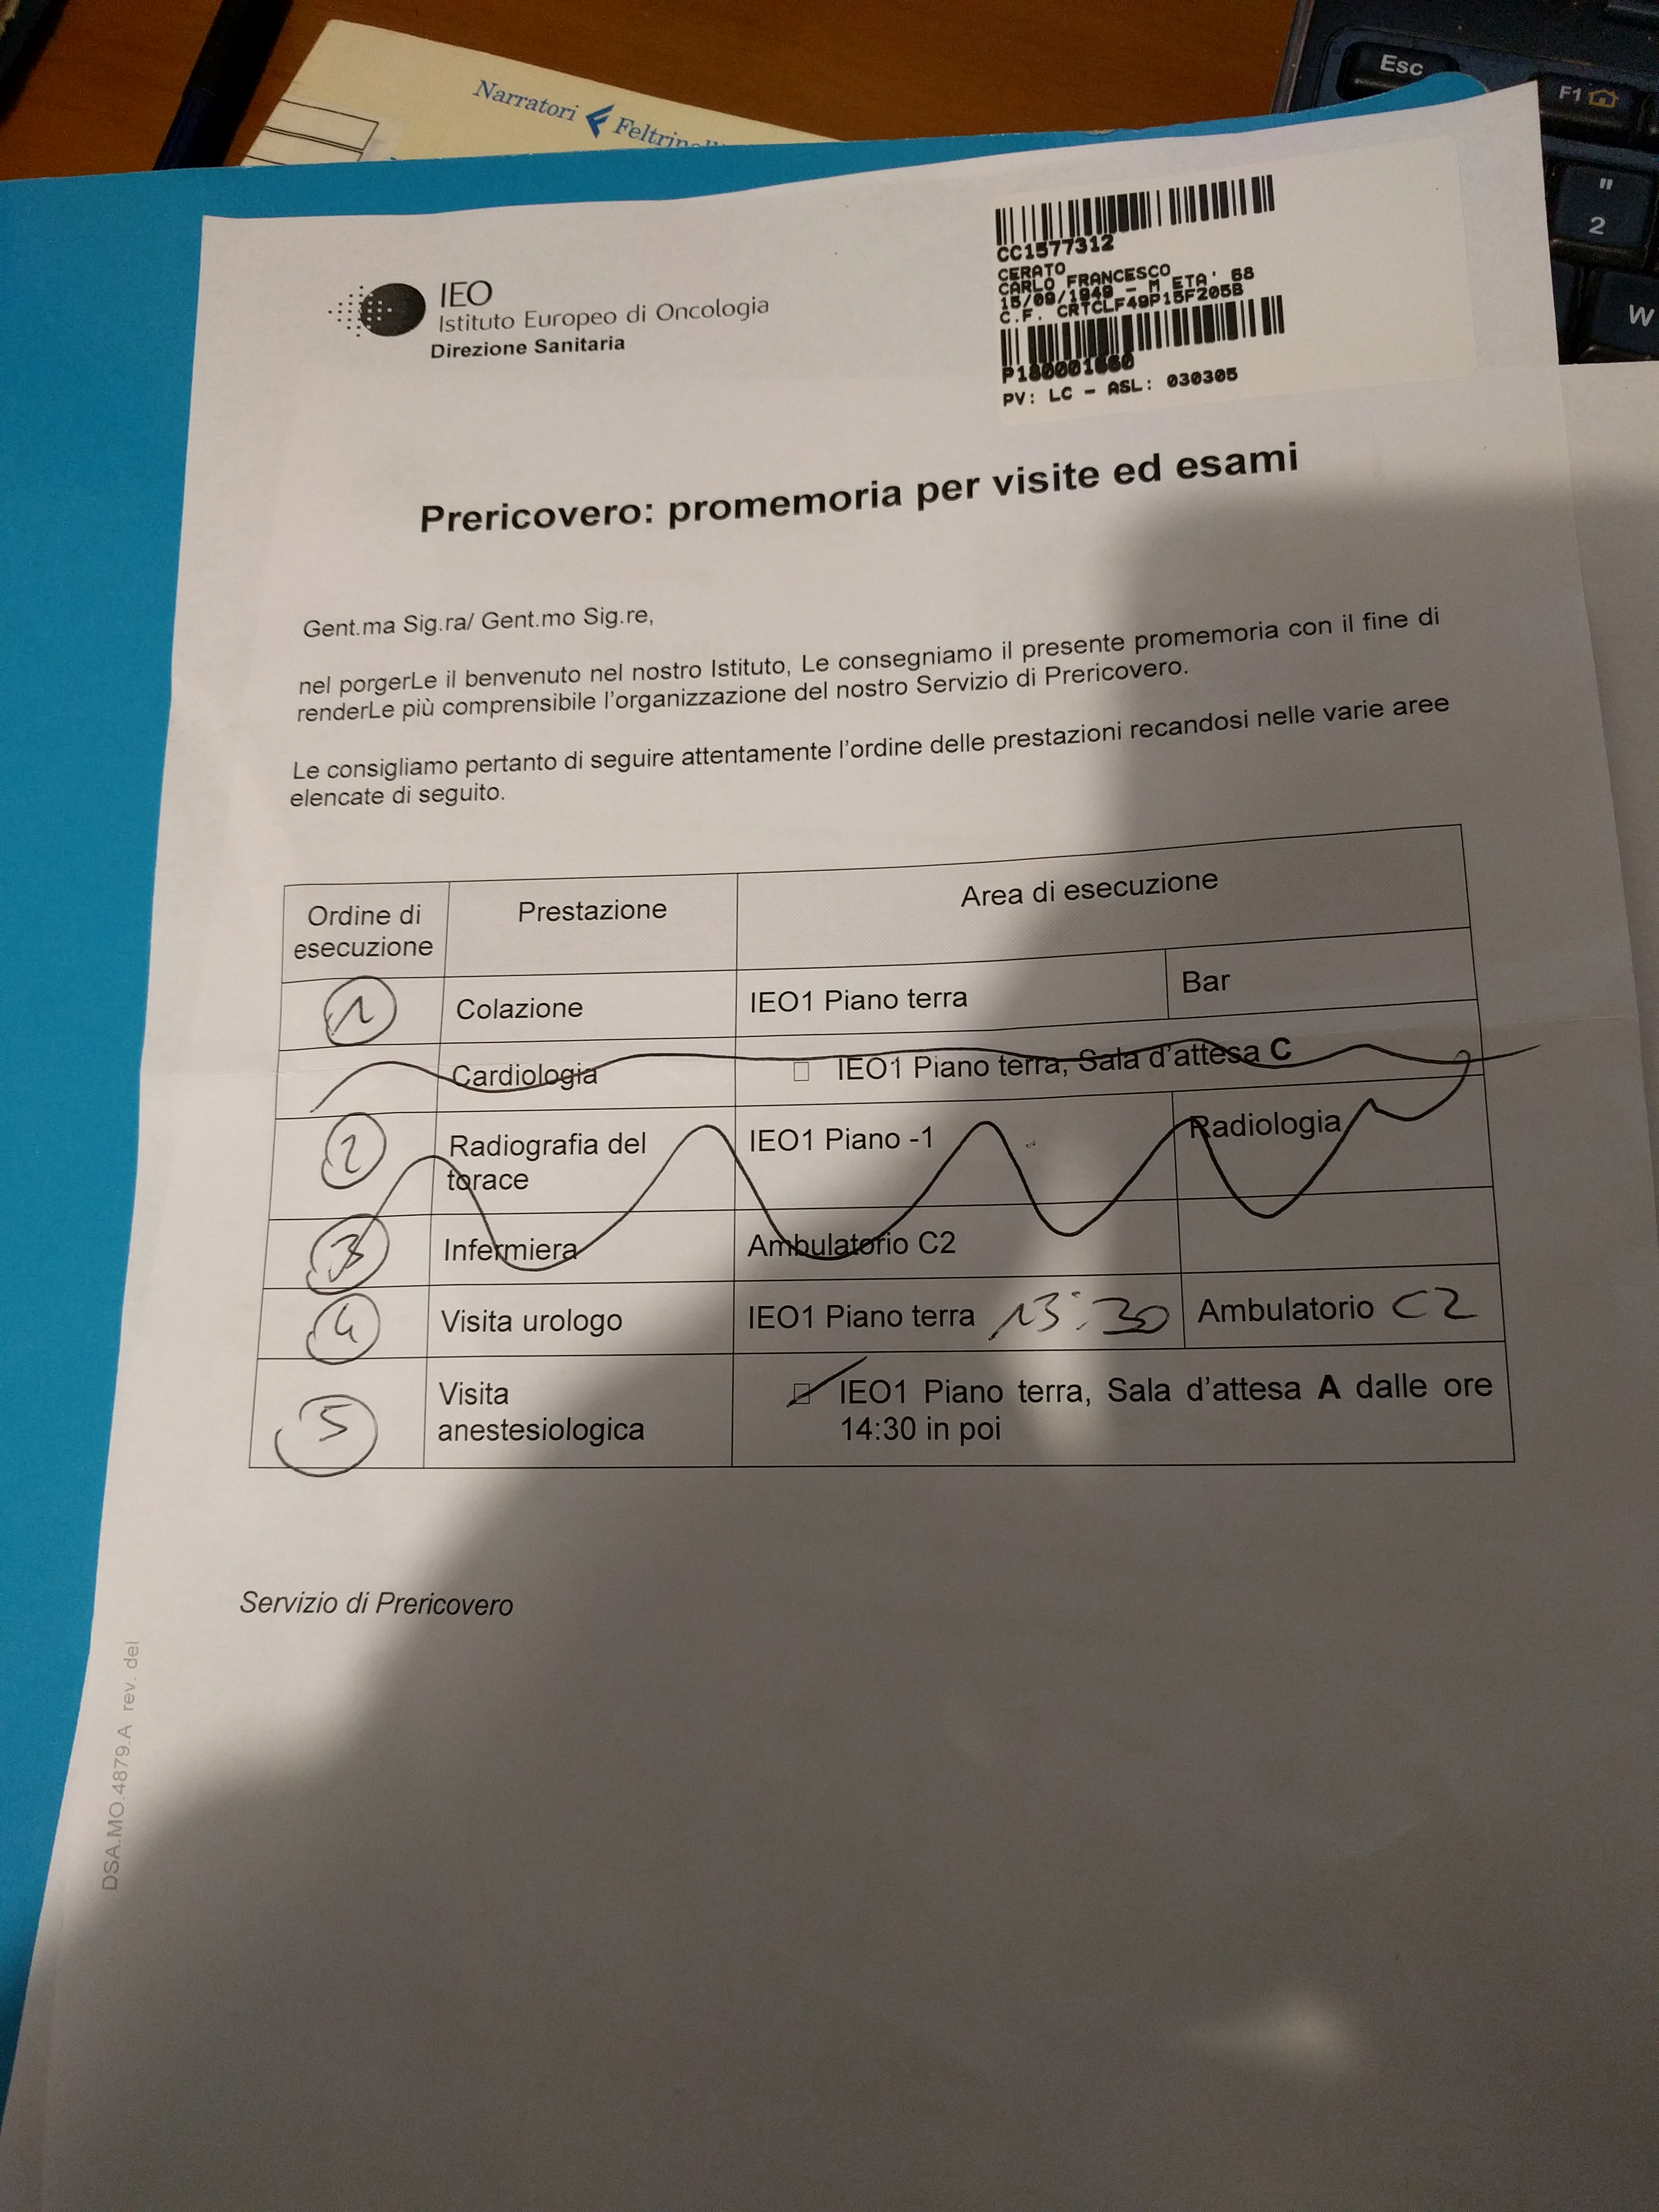 Narratori Feltrinelli
Esc
F1
"
2
W
CC1577312
CERATO
CARLO FRANCESCO
15/09/1949 - M ETA' 68
C.F. CRTCLF49P15F205B
P180001660
PV: LC - ASL: 030305
IEO
Istituto Europeo di Oncologia
Direzione Sanitaria
Prericovero: promemoria per visite ed esami
Gent.ma Sig.ra/ Gent.mo Sig.re,
nel porgerLe il benvenuto nel nostro Istituto, Le consegniamo il presente promemoria con il fine di
renderLe più comprensibile l'organizzazione del nostro Servizio di Prericovero.
Le consigliamo pertanto di seguire attentamente l'ordine delle prestazioni recandosi nelle varie aree
elencate di seguito.
Ordine di
esecuzione
Prestazione
Area di esecuzione
1
Colazione
IEO1 Piano terra
Bar
Cardiologia
IEO1 Piano terra, Sala d'attesa C
2
Radiografia del
torace
IEO1 Piano -1
Radiologia
3
Infermiera
Ambulatorio C2
4
Visita urologo
IEO1 Piano terra 13:30
Ambulatorio C2
5
Visita
anestesiologica
IEO1 Piano terra, Sala d'attesa A dalle ore
14:30 in poi
Servizio di Prericovero
DSA.MO.4879.A rev. del